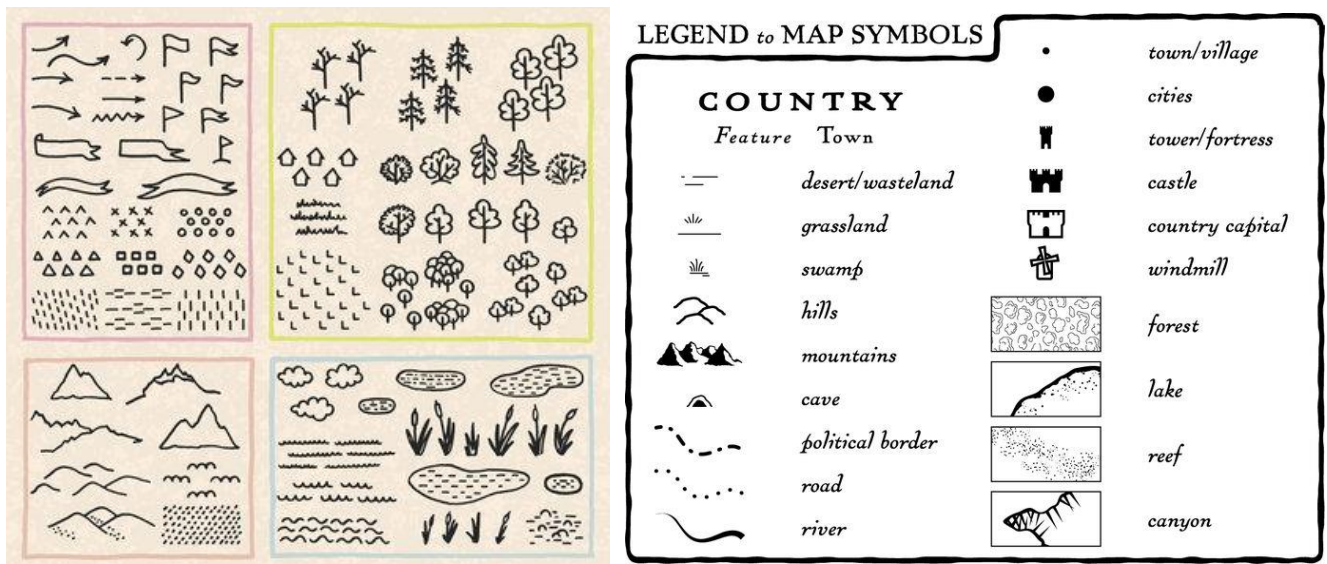 LEGEND to MAP SYMBOLS
COUNTRY
Feature Town
desert/wasteland
grassland
swamp
hills
mountains
cave
political border
road
river
town/village
cities
tower/fortress
castle
country capital
windmill
forest
lake
reef
canyon